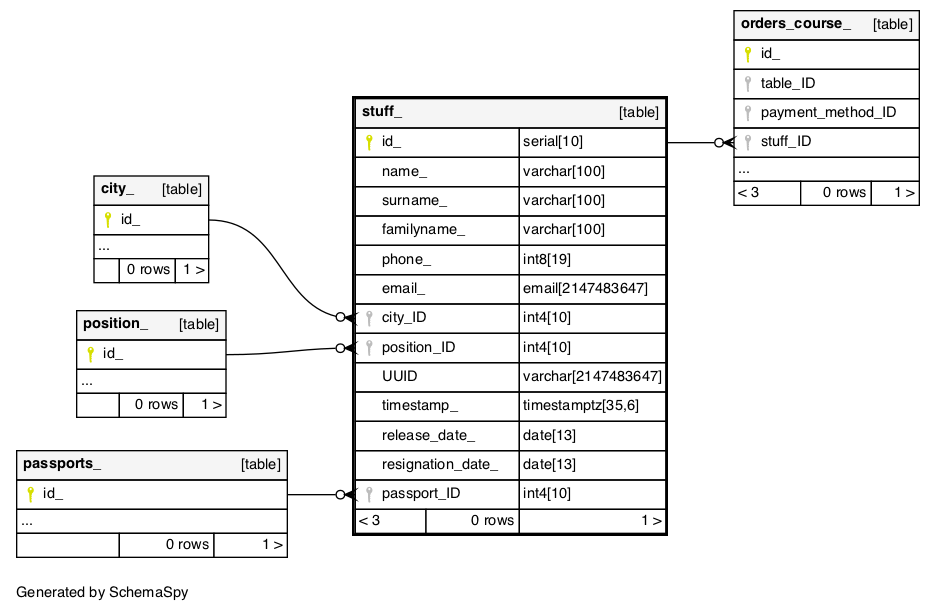 orders_course_ [table]
id_
table_ID
payment_method_ID
stuff_ID
...
< 3 0 rows 1 >
stuff_ [table]
id_ serial[10]
name_ varchar[100]
surname_ varchar[100]
familyname_ varchar[100]
phone_ int8[19]
email_ email[2147483647]
city_ID int4[10]
position_ID int4[10]
UUID varchar[2147483647]
timestamp_ timestamptz[35,6]
release_date_ date[13]
resignation_date_ date[13]
passport_ID int4[10]
< 3 0 rows 1 >
city_ [table]
id_
...
0 rows 1 >
position_ [table]
id_
...
0 rows 1 >
passports_ [table]
id_
...
0 rows 1 >
Generated by SchemaSpy